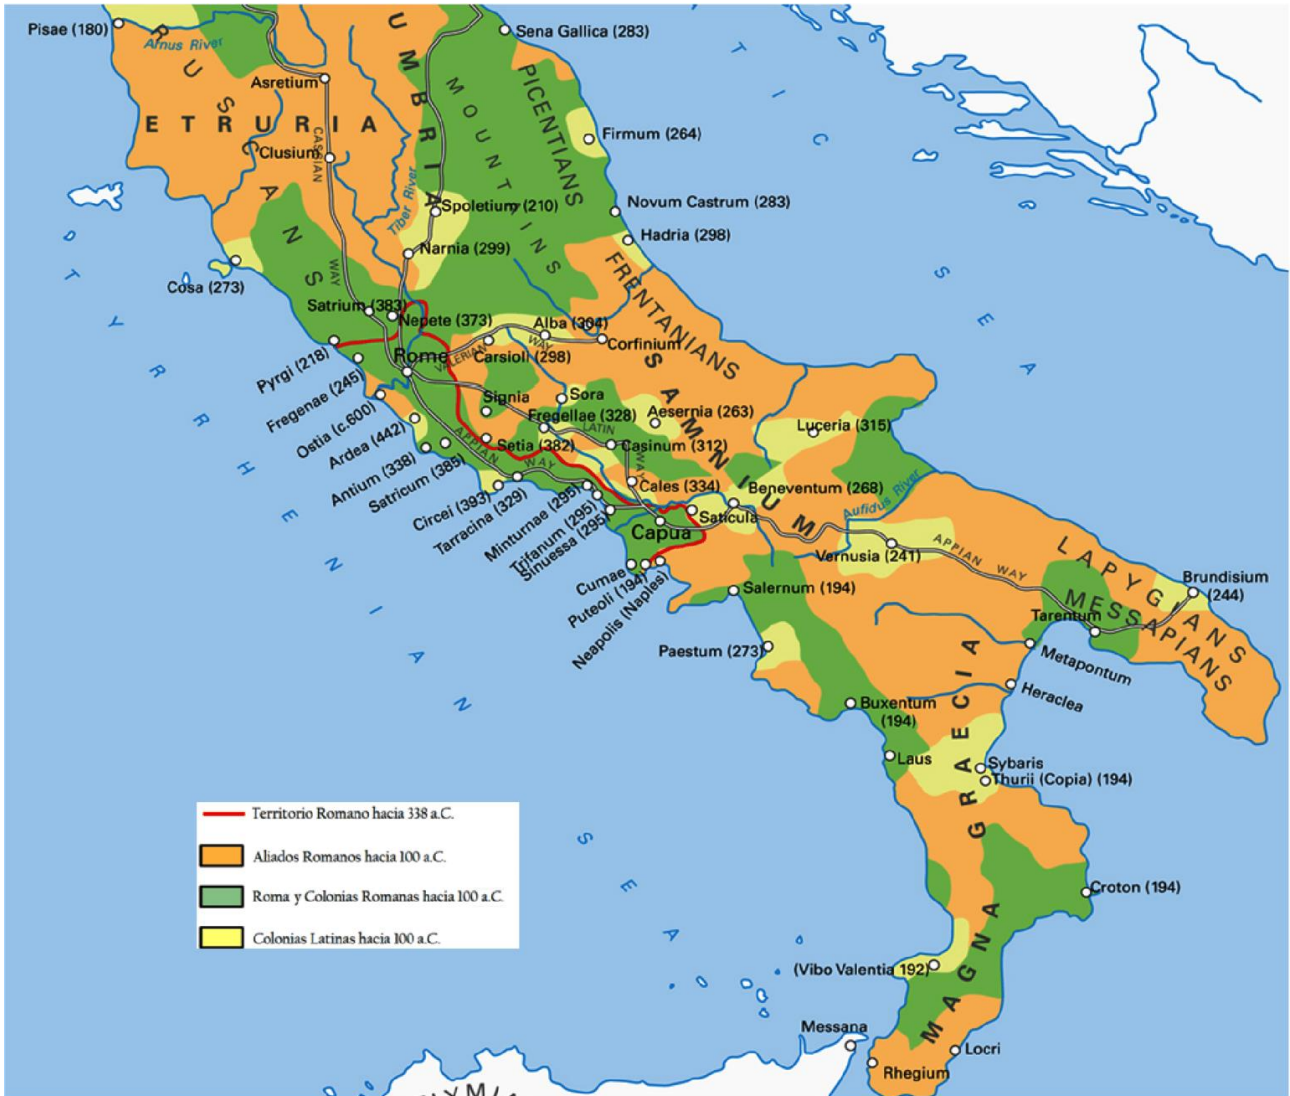 Pisae (180)
Arnus River
Sena Gallica (283)
UMBRIA
MOUNTAINS
PICENTIANS
Asretium
ETRURIA
RUSCANS
CASSIAN
WAY
Clusium
Firmum (264)
Tiber River
Spoletium (210)
Novum Castrum (283)
Narnia (299)
Hadria (298)
Cosa (273)
FRENTANIANS
Satrium (383)
Nepete (373)
Alba (304)
Corfinium
Rome
VALERIAN
WAY
Carsioli (298)
Pyrgi (218)
Fregenae (245)
Ostia (c.600)
Ardea (442)
Antium (338)
Satricum (385)
Circei (393)
Tarracina (329)
Minturnae (295)
Trifanum (295)
Sinuessa (295)
Signia
Sora
Fregellae (328)
Aesernia (263)
SAMNIUM
Luceria (315)
LATIN
WAY
Setia (382)
Casinum (312)
APPIAN
WAY
Cales (334)
Beneventum (268)
Aufidus River
Saticula
Capua
Vernusia (241)
APPIAN WAY
LAPYGIANS
MESSAPIANS
Brundisium
(244)
Cumae
Puteoli (194)
Neapolis (Naples)
Salernum (194)
Tarentum
Paestum (273)
Metapontum
Heraclea
Buxentum
(194)
Laus
Sybaris
Thurii (Copia) (194)
MAGNA GRAECIA
Croton (194)
(Vibo Valentia 192)
Messana
Locri
Rhegium
TYRRHENIAN
SEA
TIC
SEA
Territorio Romano hacia 338 a.C.
Aliados Romanos hacia 100 a.C.
Roma y Colonias Romanas hacia 100 a.C.
Colonias Latinas hacia 100 a.C.